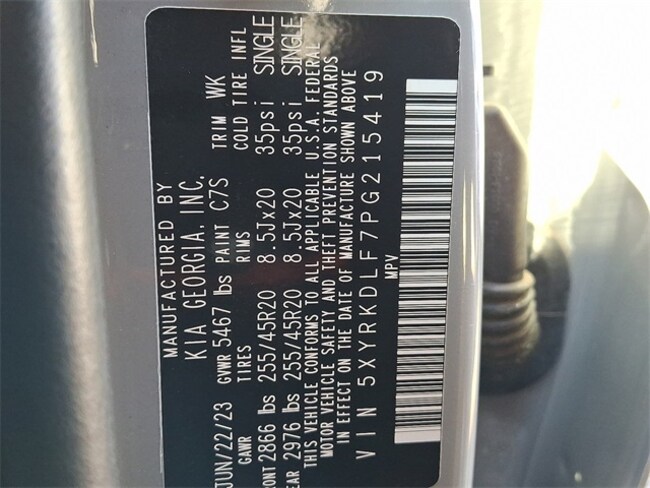 MANUFACTURED BY
KIA GEORGIA, INC.
JUN/22/23 GVWR 5467 lbs PAINT C7S TRIM WK
GAWR TIRES RIMS COLD TIRE INFL
ONT 2866 lbs 255/45R20 8.5Jx20 35psi SINGLE
EAR 2976 lbs 255/45R20 8.5Jx20 35psi SINGLE
THIS VEHICLE CONFORMS TO ALL APPLICABLE U.S.A. FEDERAL
MOTOR VEHICLE SAFETY AND THEFT PREVENTION STANDARDS
IN EFFECT ON THE DATE OF MANUFACTURE SHOWN ABOVE
VIN 5XYRKDLF7PG215419
MPV